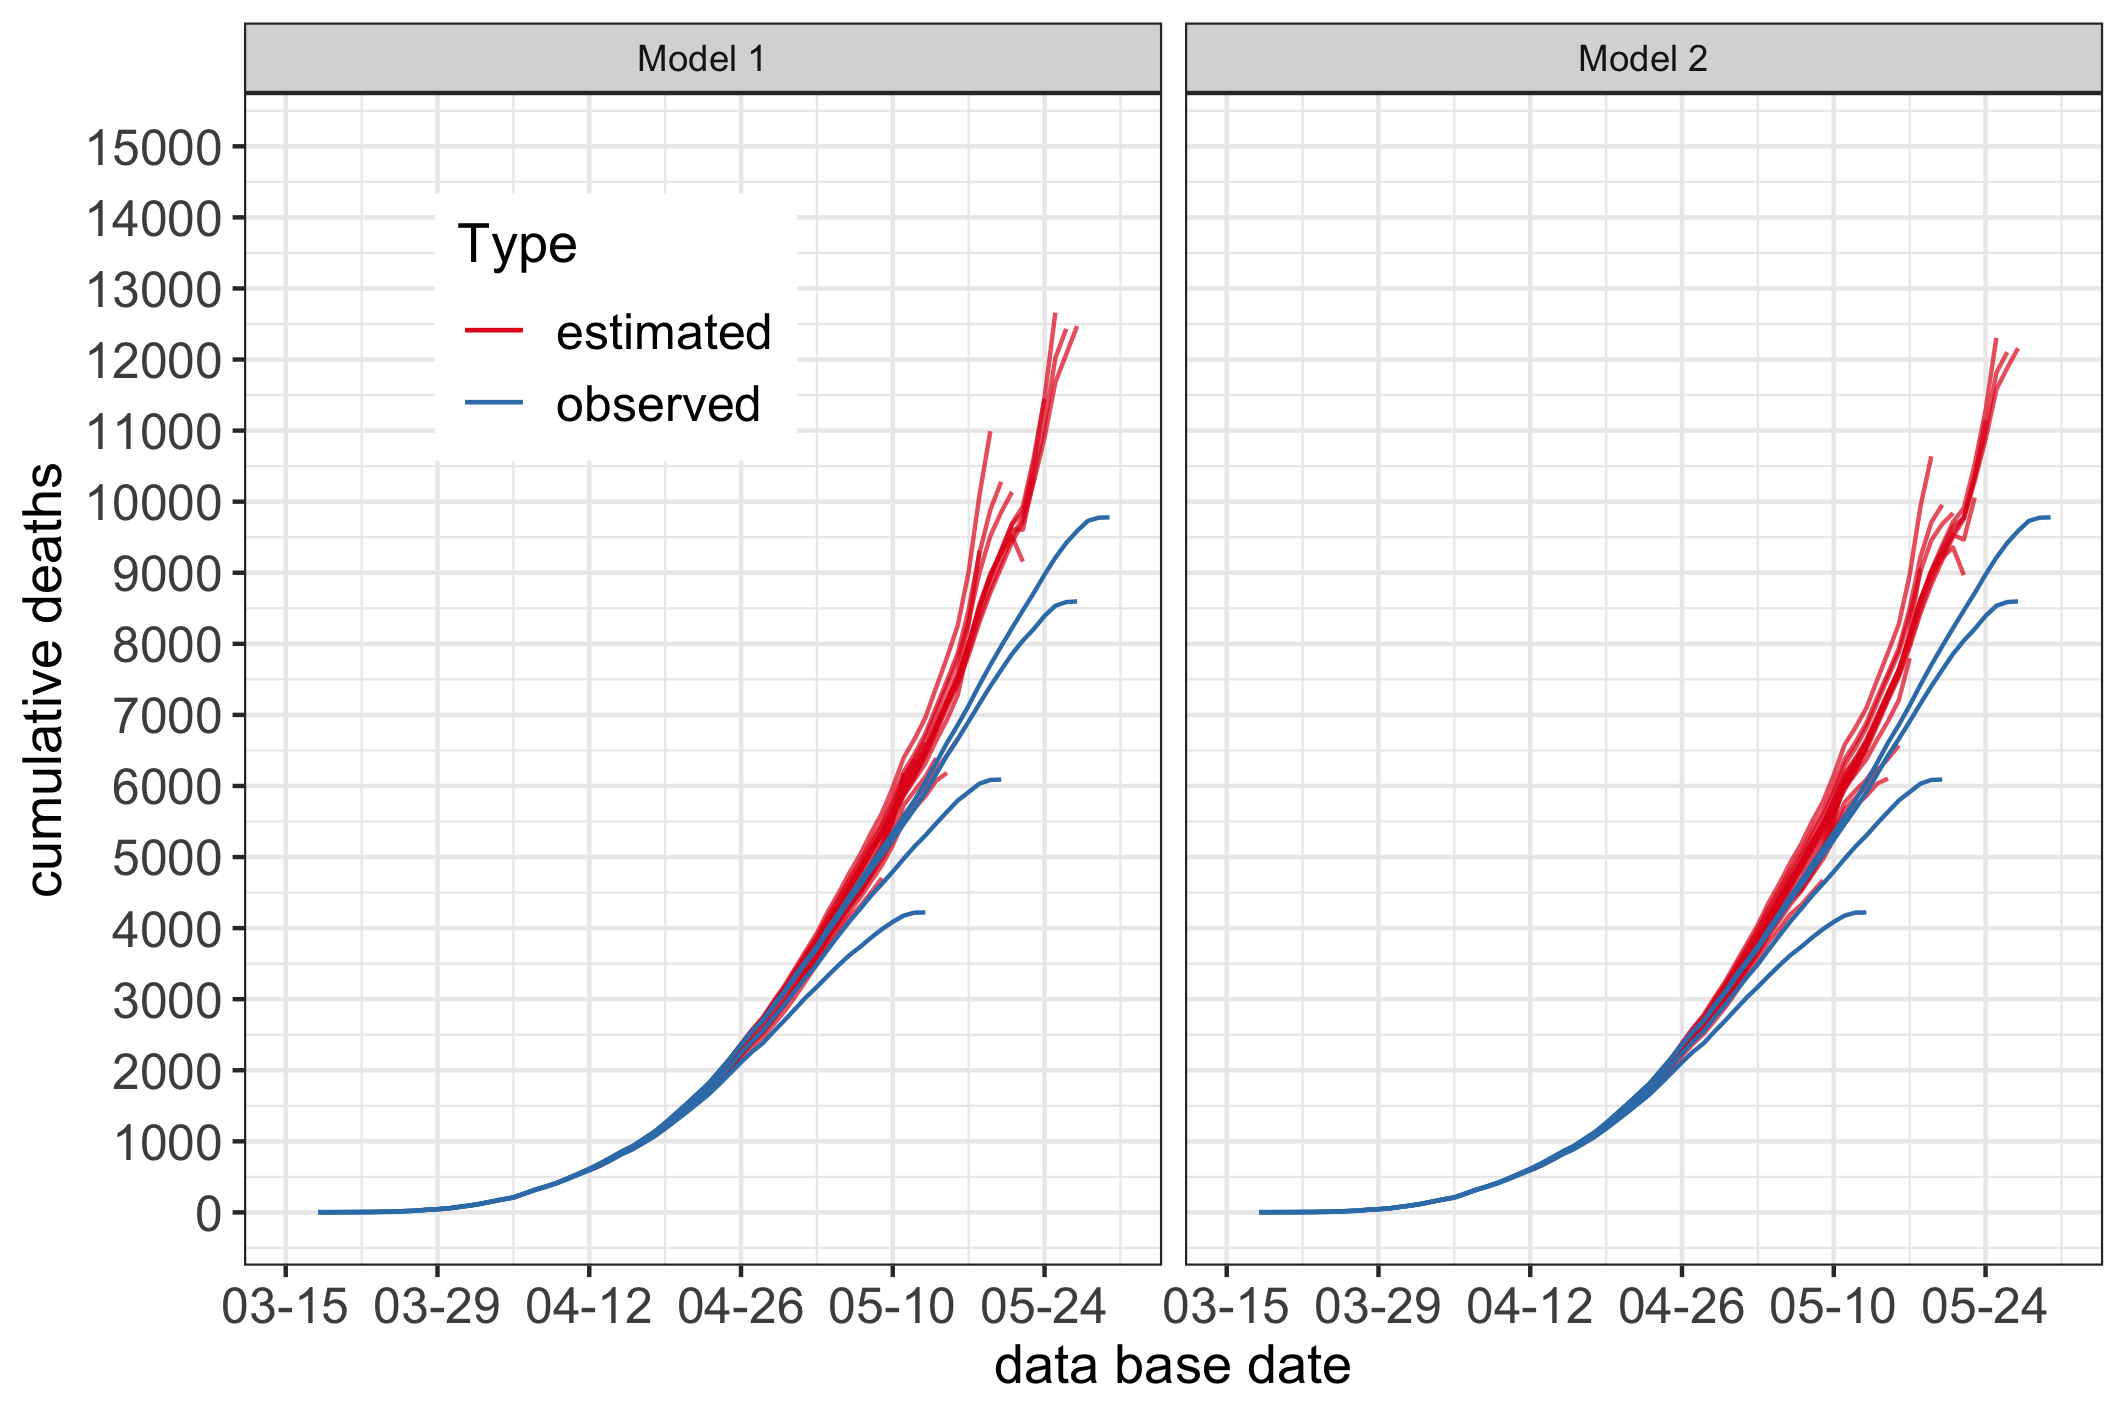 Model 1
Model 2
15000
14000
13000
12000
11000
10000
9000
8000
7000
6000
5000
4000
3000
2000
1000
0
cumulative deaths
Type
estimated
observed
03-15 03-29 04-12 04-26 05-10 05-24
03-15 03-29 04-12 04-26 05-10 05-24
data base date